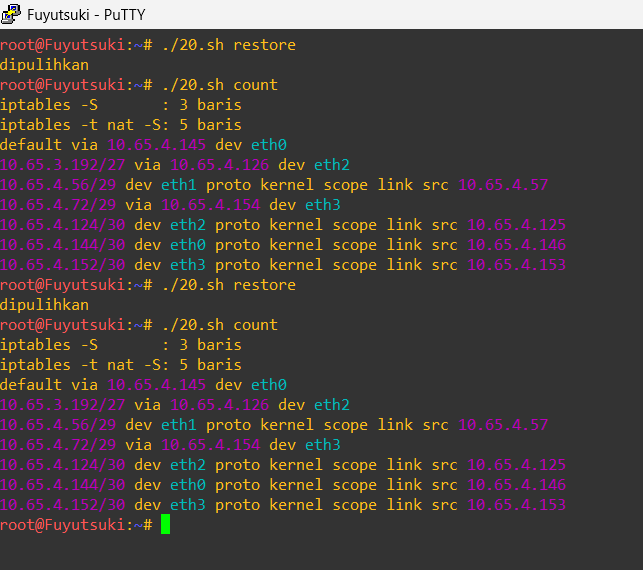 Fuyutsuki - PuTTY
root@Fuyutsuki:~# ./20.sh restore
dipulihkan
root@Fuyutsuki:~# ./20.sh count
iptables -S       : 3 baris
iptables -t nat -S: 5 baris
default via 10.65.4.145 dev eth0
10.65.3.192/27 via 10.65.4.126 dev eth2
10.65.4.56/29 dev eth1 proto kernel scope link src 10.65.4.57
10.65.4.72/29 via 10.65.4.154 dev eth3
10.65.4.124/30 dev eth2 proto kernel scope link src 10.65.4.125
10.65.4.144/30 dev eth0 proto kernel scope link src 10.65.4.146
10.65.4.152/30 dev eth3 proto kernel scope link src 10.65.4.153
root@Fuyutsuki:~# ./20.sh restore
dipulihkan
root@Fuyutsuki:~# ./20.sh count
iptables -S       : 3 baris
iptables -t nat -S: 5 baris
default via 10.65.4.145 dev eth0
10.65.3.192/27 via 10.65.4.126 dev eth2
10.65.4.56/29 dev eth1 proto kernel scope link src 10.65.4.57
10.65.4.72/29 via 10.65.4.154 dev eth3
10.65.4.124/30 dev eth2 proto kernel scope link src 10.65.4.125
10.65.4.144/30 dev eth0 proto kernel scope link src 10.65.4.146
10.65.4.152/30 dev eth3 proto kernel scope link src 10.65.4.153
root@Fuyutsuki:~#